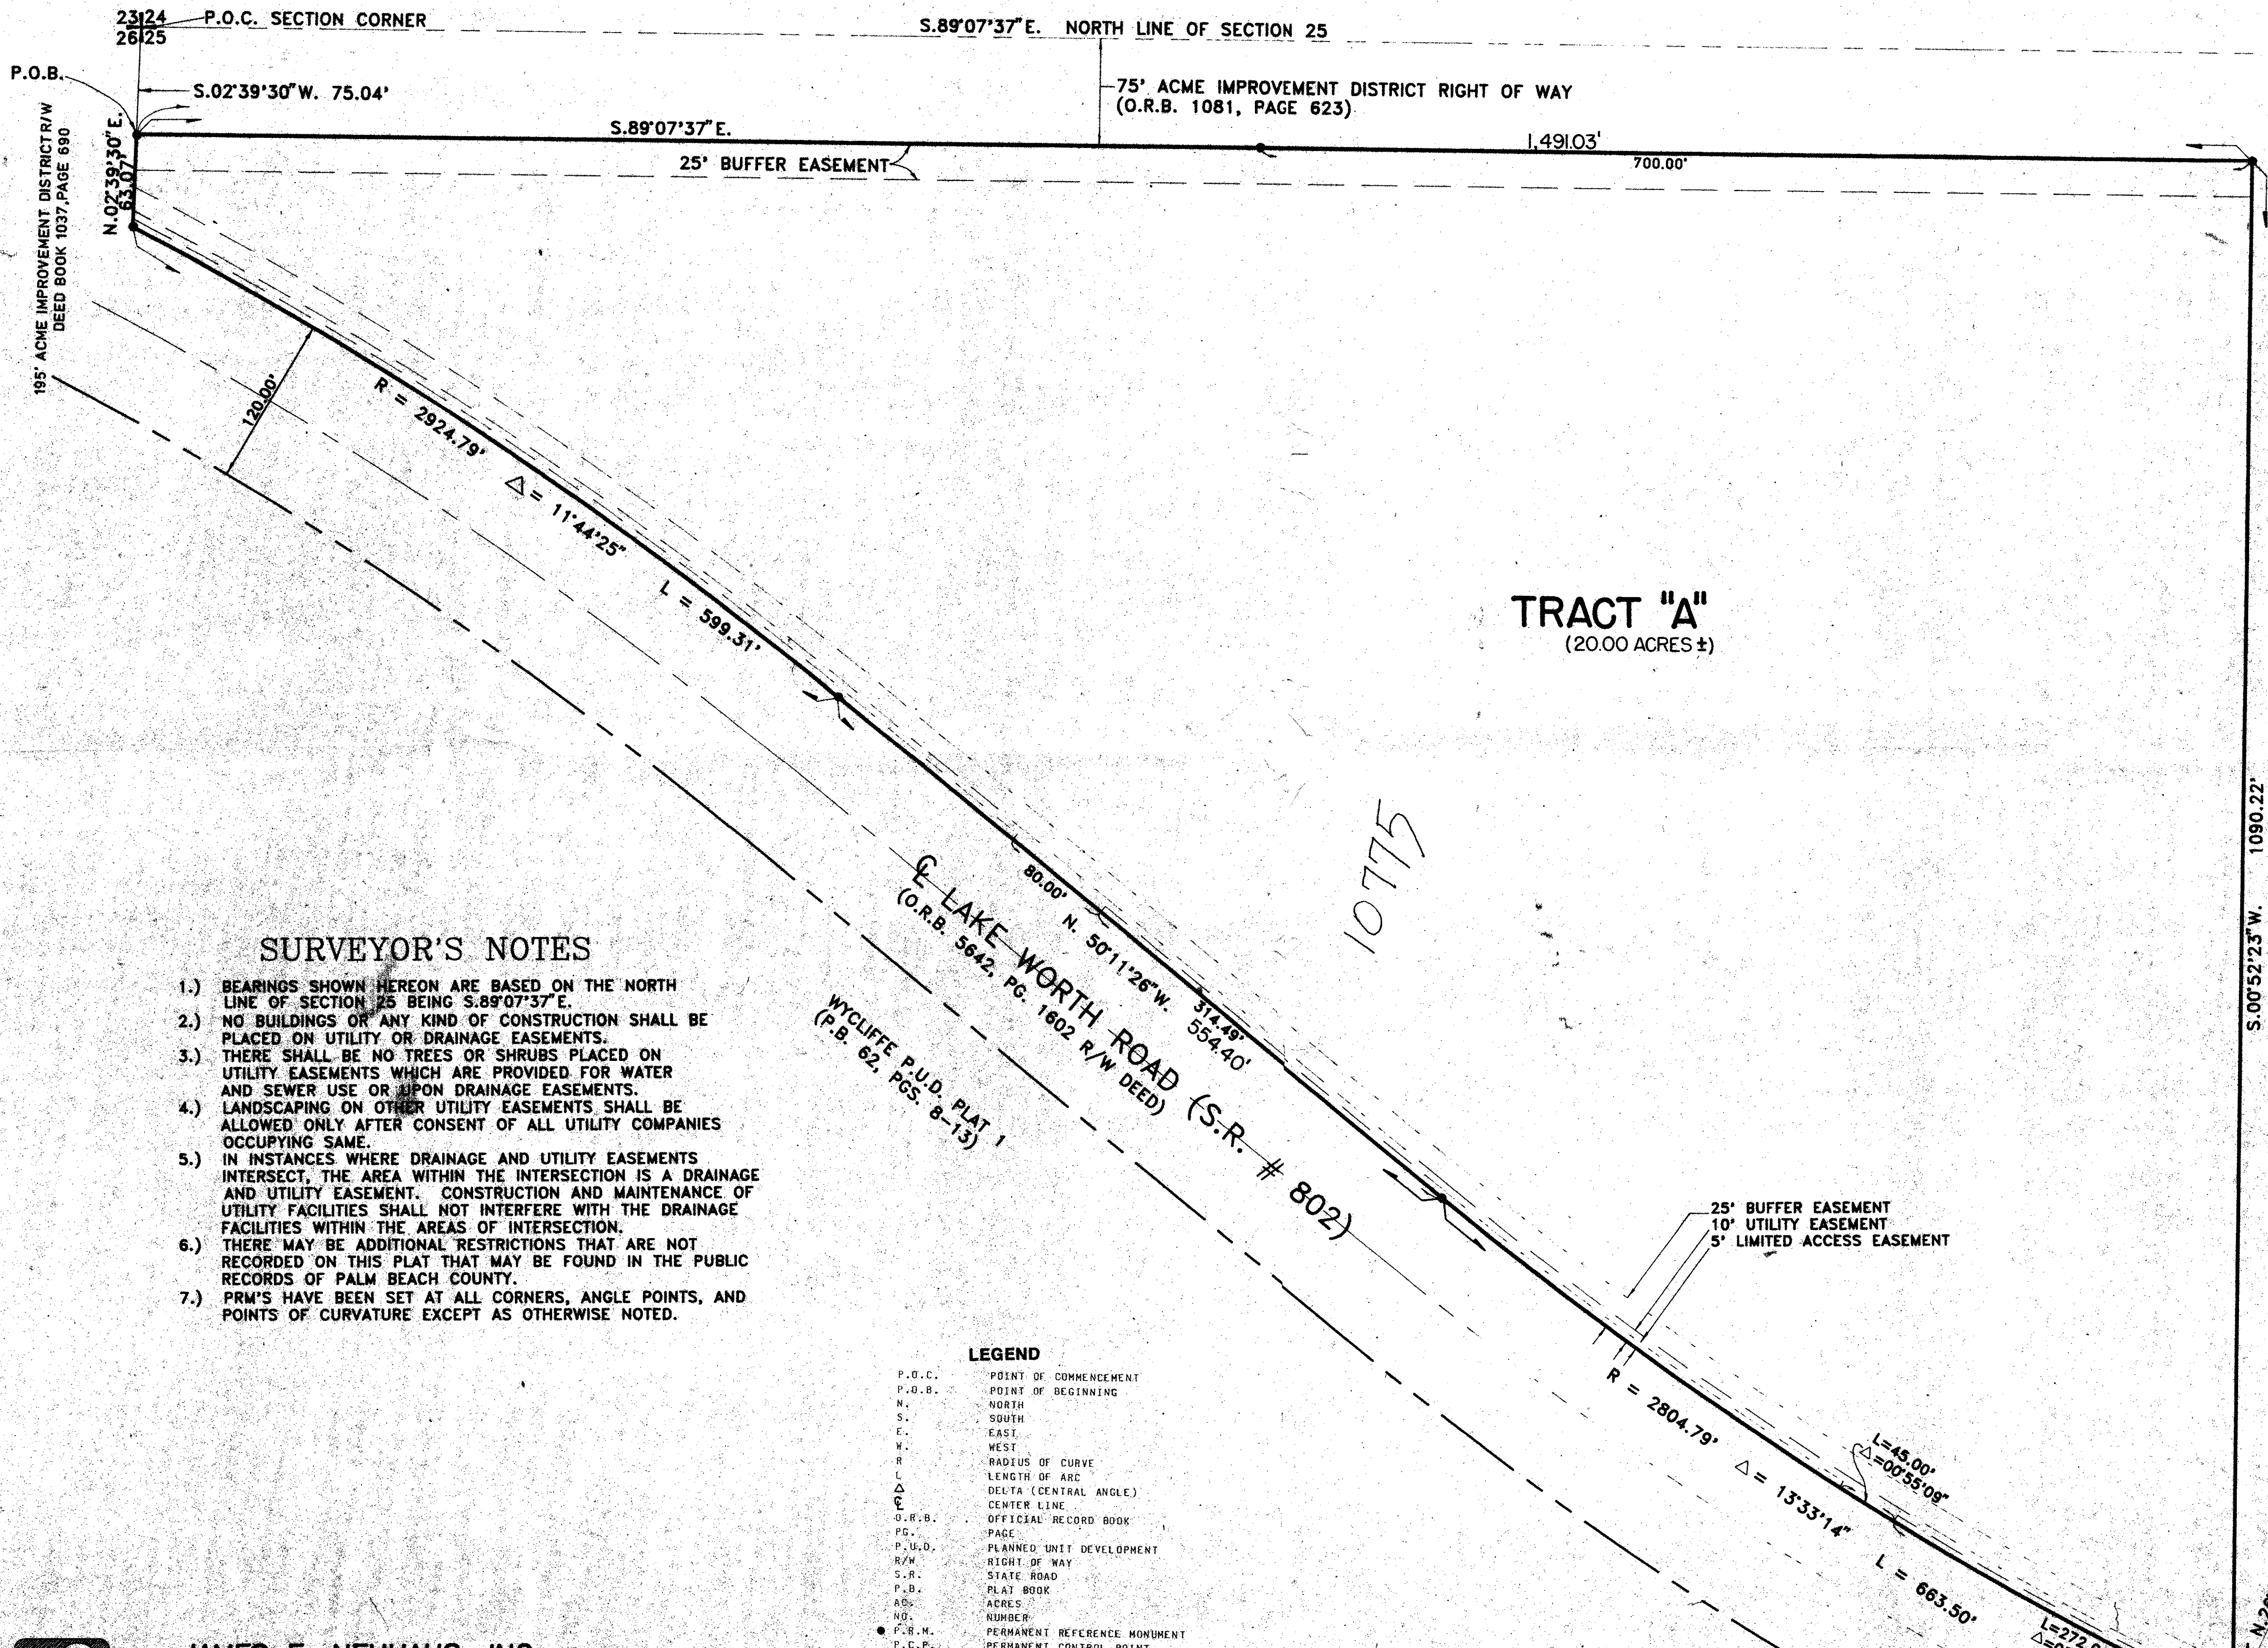 23 24
26 25
P.O.C. SECTION CORNER
S.89°07'37"E. NORTH LINE OF SECTION 25
P.O.B.
S.02°39'30"W. 75.04'
75' ACME IMPROVEMENT DISTRICT RIGHT OF WAY
(O.R.B. 1081, PAGE 623)
S.89°07'37"E.
1,491.03'
700.00'
25' BUFFER EASEMENT
N.02°39'30"E.
63.07'
195' ACME IMPROVEMENT DISTRICT R/W
DEED BOOK 1037, PAGE 690
120.00'
R = 2924.79'
△ = 11°44'25"
L = 599.31'
TRACT "A"
(20.00 ACRES ±)
S.00°52'23"W. 1090.22'
10775
80.00'
N. 50°11'26"W.
314.49'
554.40'
℄ LAKE WORTH ROAD (S.R. # 802)
(O.R.B. 5642, PG. 1602 R/W DEED)
WYCLIFFE P.U.D. PLAT 1
(P.B. 62, PGS. 8-13)
SURVEYOR'S NOTES
1.) BEARINGS SHOWN HEREON ARE BASED ON THE NORTH
LINE OF SECTION 25 BEING S.89°07'37"E.
2.) NO BUILDINGS OR ANY KIND OF CONSTRUCTION SHALL BE
PLACED ON UTILITY OR DRAINAGE EASEMENTS.
3.) THERE SHALL BE NO TREES OR SHRUBS PLACED ON
UTILITY EASEMENTS WHICH ARE PROVIDED FOR WATER
AND SEWER USE OR UPON DRAINAGE EASEMENTS.
4.) LANDSCAPING ON OTHER UTILITY EASEMENTS SHALL BE
ALLOWED ONLY AFTER CONSENT OF ALL UTILITY COMPANIES
OCCUPYING SAME.
5.) IN INSTANCES WHERE DRAINAGE AND UTILITY EASEMENTS
INTERSECT, THE AREA WITHIN THE INTERSECTION IS A DRAINAGE
AND UTILITY EASEMENT. CONSTRUCTION AND MAINTENANCE OF
UTILITY FACILITIES SHALL NOT INTERFERE WITH THE DRAINAGE
FACILITIES WITHIN THE AREAS OF INTERSECTION.
6.) THERE MAY BE ADDITIONAL RESTRICTIONS THAT ARE NOT
RECORDED ON THIS PLAT THAT MAY BE FOUND IN THE PUBLIC
RECORDS OF PALM BEACH COUNTY.
7.) PRM'S HAVE BEEN SET AT ALL CORNERS, ANGLE POINTS, AND
POINTS OF CURVATURE EXCEPT AS OTHERWISE NOTED.
25' BUFFER EASEMENT
10' UTILITY EASEMENT
5' LIMITED ACCESS EASEMENT
R = 2804.79'
△ = 13°33'14"
L = 663.50'
L=45.00'
△=00°55'09"
LEGEND
P.O.C. POINT OF COMMENCEMENT
P.O.B. POINT OF BEGINNING
N. NORTH
S. SOUTH
E. EAST
W. WEST
R RADIUS OF CURVE
L LENGTH OF ARC
△ DELTA (CENTRAL ANGLE)
℄ CENTER LINE
O.R.B. OFFICIAL RECORD BOOK
PG. PAGE
P.U.D. PLANNED UNIT DEVELOPMENT
R/W RIGHT OF WAY
S.R. STATE ROAD
P.B. PLAT BOOK
AC. ACRES
NO. NUMBER
● P.R.M. PERMANENT REFERENCE MONUMENT
P.C.P. PERMANENT CONTROL POINT